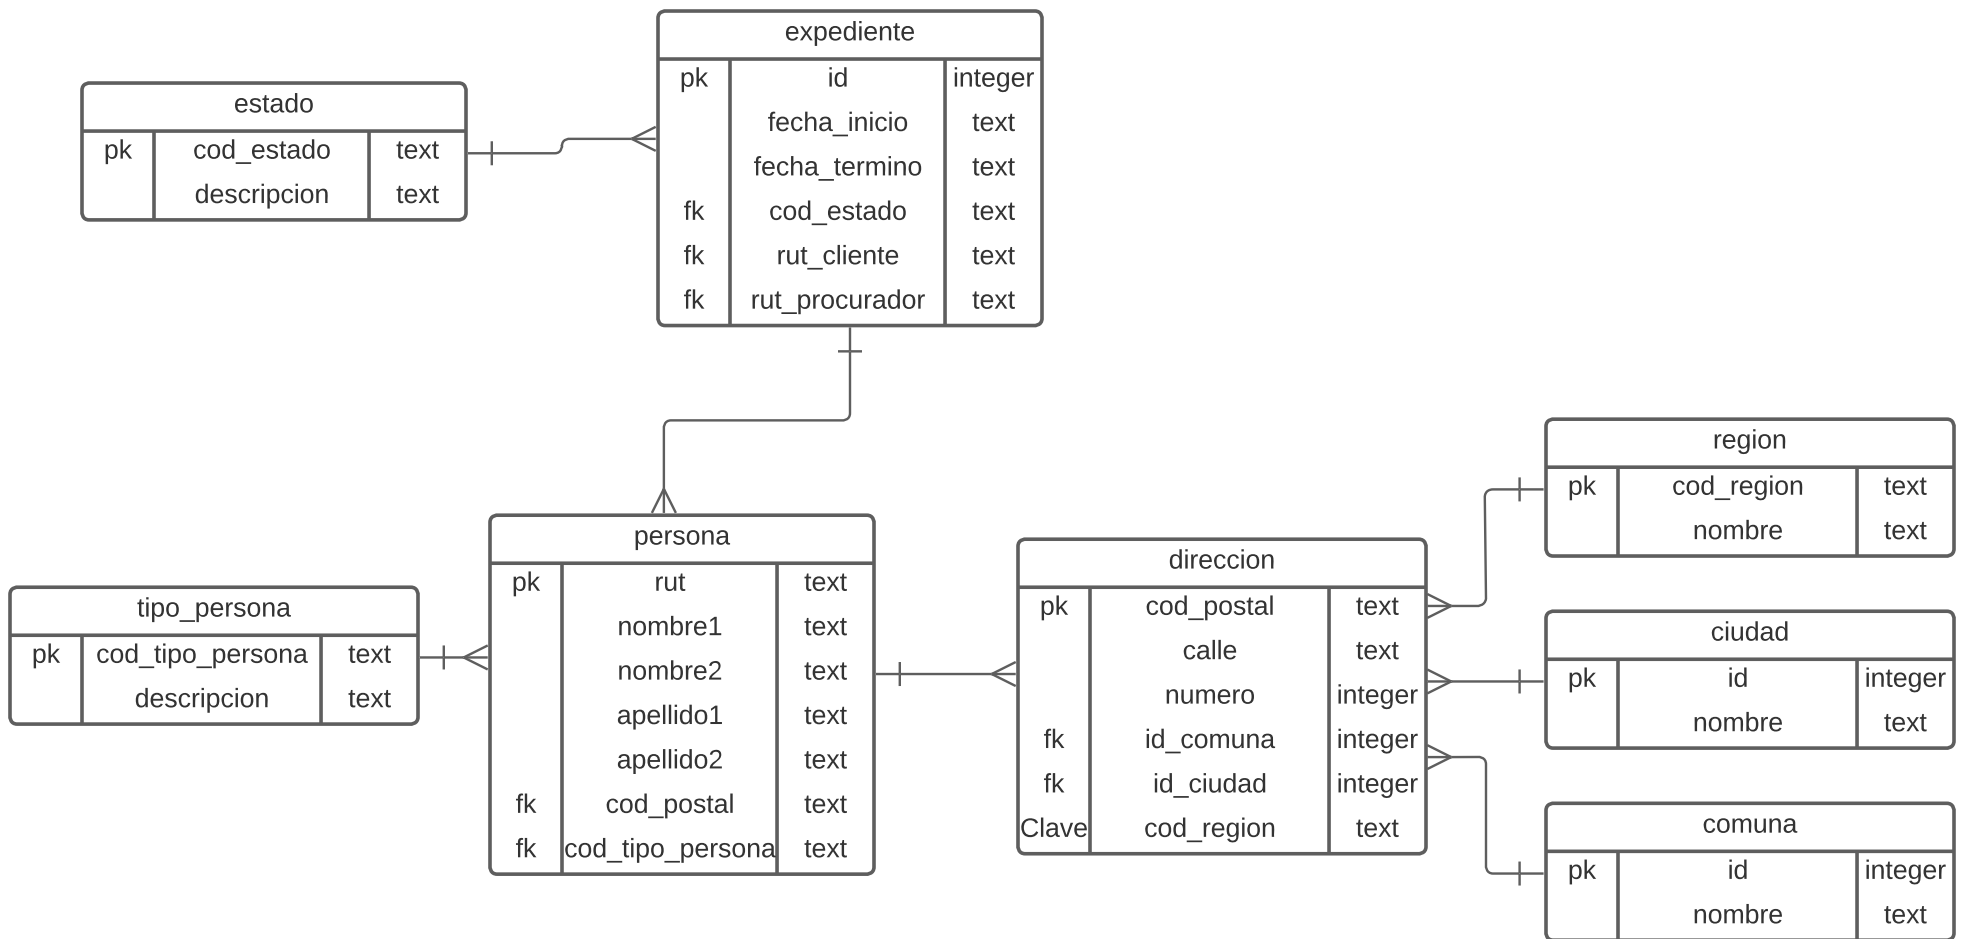 expediente
pk id integer
fecha_inicio text
fecha_termino text
fk cod_estado text
fk rut_cliente text
fk rut_procurador text
estado
pk cod_estado text
descripcion text
tipo_persona
pk cod_tipo_persona text
descripcion text
persona
pk rut text
nombre1 text
nombre2 text
apellido1 text
apellido2 text
fk cod_postal text
fk cod_tipo_persona text
direccion
pk cod_postal text
calle text
numero integer
fk id_comuna integer
fk id_ciudad integer
Clave cod_region text
region
pk cod_region text
nombre text
ciudad
pk id integer
nombre text
comuna
pk id integer
nombre text